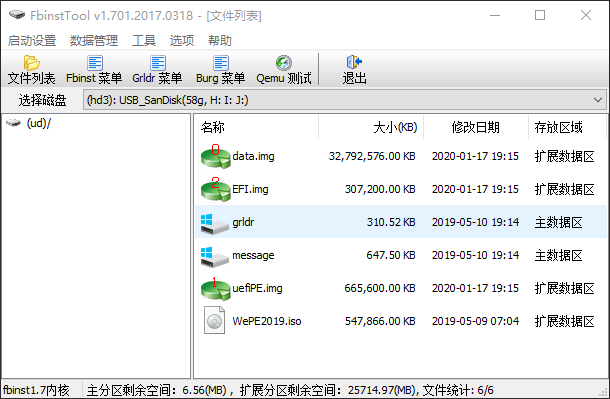 FbinstTool v1.701.2017.0318 - [文件列表]
启动设置 数据管理 工具 选项 帮助
文件列表 Fbinst 菜单 Grldr 菜单 Burg 菜单 Qemu 测试 退出
选择磁盘 (hd3): USB_SanDisk(58g, H: I: J:)
(ud)/
名称 大小(KB) 修改日期 存放区域
0 data.img 32,792,576.00 KB 2020-01-17 19:15 扩展数据区
2 EFI.img 307,200.00 KB 2020-01-17 19:15 扩展数据区
grldr 310.52 KB 2019-05-10 19:14 主数据区
message 647.50 KB 2019-05-10 19:14 主数据区
1 uefiPE.img 665,600.00 KB 2020-01-17 19:15 扩展数据区
WePE2019.iso 547,866.00 KB 2019-05-09 07:04 扩展数据区
fbinst1.7内核 主分区剩余空间：6.56(MB) , 扩展分区剩余空间：25714.97(MB), 文件统计: 6/6